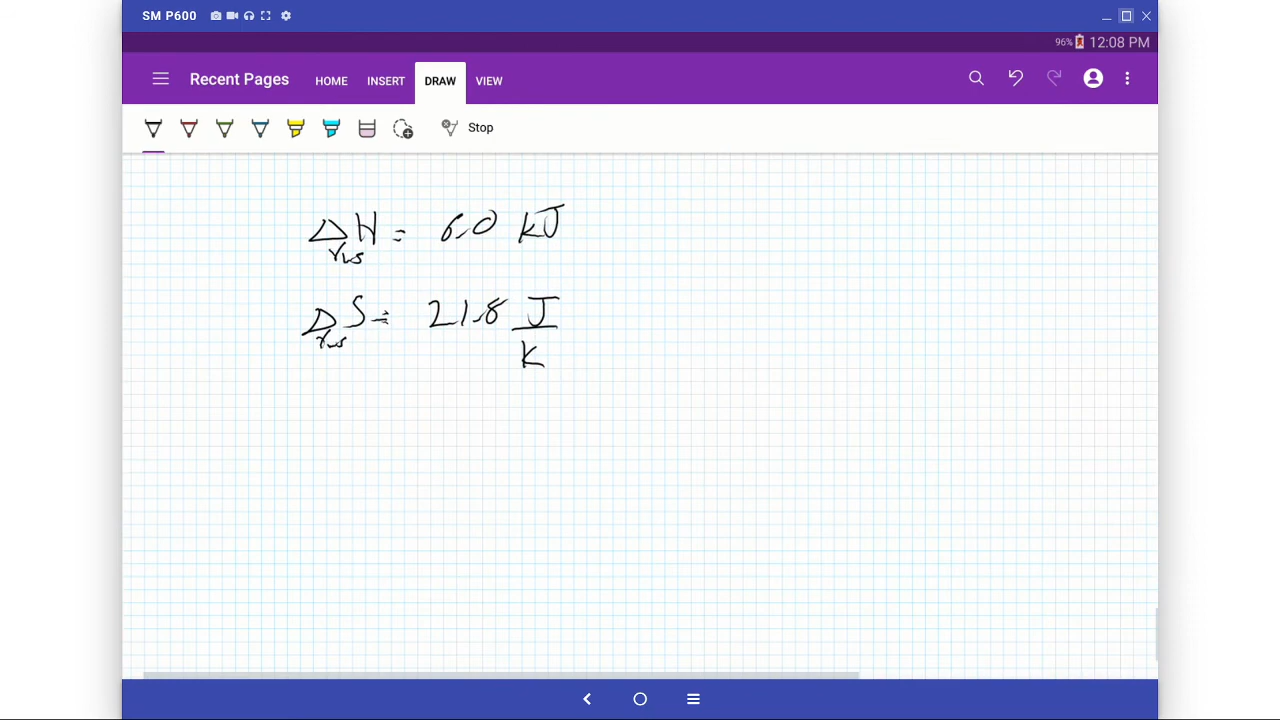 SM P600
96% 12:08 PM
Recent Pages HOME INSERT DRAW VIEW
Stop
ΔH = 6.0 kJ
rxs
ΔS = 21.8 J
rxs
K